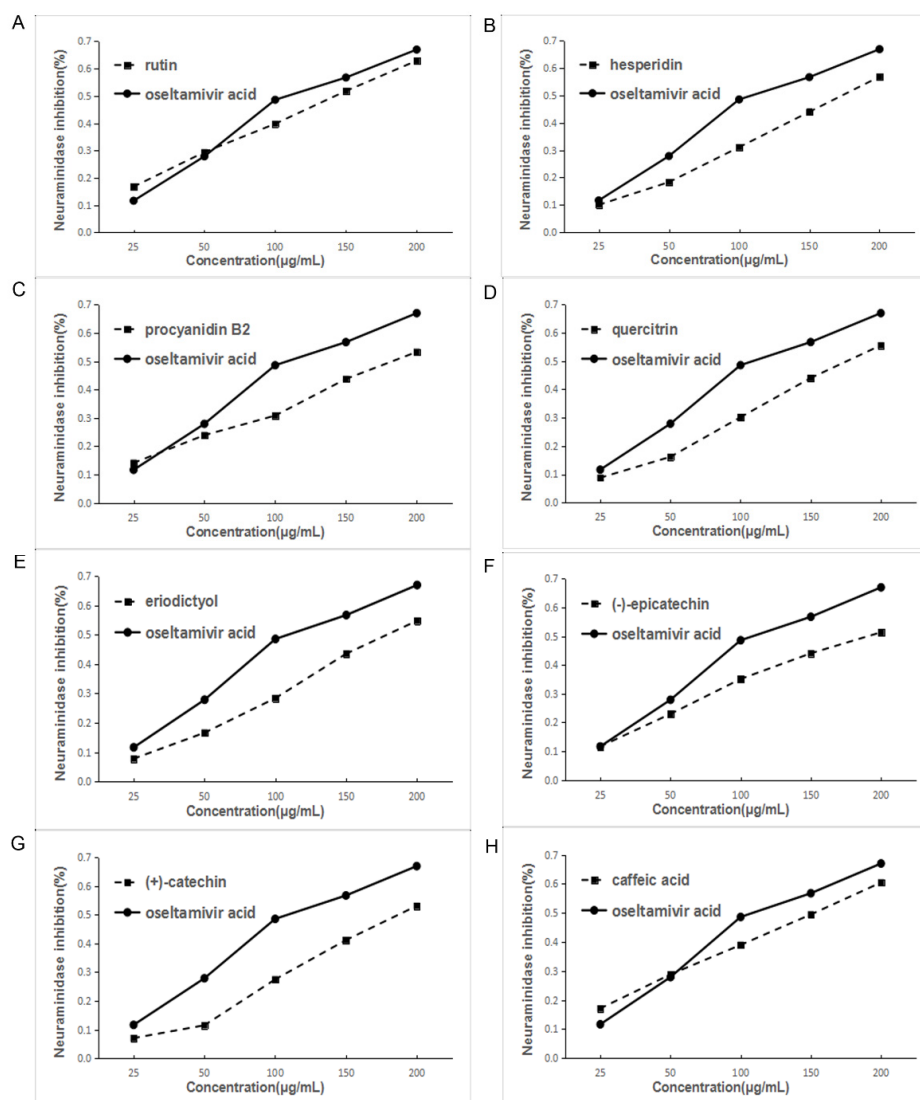 A
Neuraminidase inhibition(%)
0.7
0.6
0.5
0.4
0.3
0.2
0.1
0.0
rutin
oseltamivir acid
25 50 100 150 200
Concentration(µg/mL)
B
Neuraminidase inhibition(%)
0.7
0.6
0.5
0.4
0.3
0.2
0.1
0.0
hesperidin
oseltamivir acid
25 50 100 150 200
Concentration(µg/mL)
C
Neuraminidase inhibition(%)
0.7
0.6
0.5
0.4
0.3
0.2
0.1
0.0
procyanidin B2
oseltamivir acid
25 50 100 150 200
Concentration(µg/mL)
D
Neuraminidase inhibition(%)
0.7
0.6
0.5
0.4
0.3
0.2
0.1
0.0
quercitrin
oseltamivir acid
25 50 100 150 200
Concentration(µg/mL)
E
Neuraminidase inhibition(%)
0.7
0.6
0.5
0.4
0.3
0.2
0.1
0.0
eriodictyol
oseltamivir acid
25 50 100 150 200
Concentration(µg/mL)
F
Neuraminidase inhibition(%)
0.7
0.6
0.5
0.4
0.3
0.2
0.1
0.0
(-)-epicatechin
oseltamivir acid
25 50 100 150 200
Concentration(µg/mL)
G
Neuraminidase inhibition(%)
0.7
0.6
0.5
0.4
0.3
0.2
0.1
0.0
(+)-catechin
oseltamivir acid
25 50 100 150 200
Concentration(µg/mL)
H
Neuraminidase inhibition(%)
0.7
0.6
0.5
0.4
0.3
0.2
0.1
0.0
caffeic acid
oseltamivir acid
25 50 100 150 200
Concentration(µg/mL)